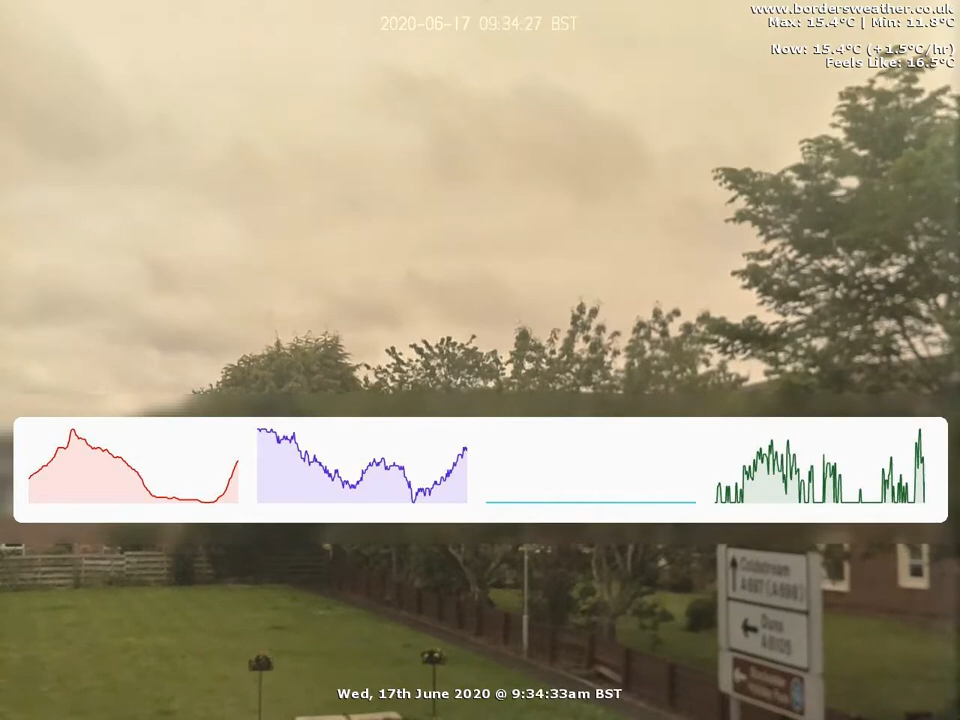 www.bordersweather.co.uk
2020-06-17 09:34:27 BST
Max: 15.4°C | Min: 11.8°C
Now: 15.4°C (+1.5°C/hr)
Feels Like: 16.5°C
Coldstream
A697 (A698)
Duns
A6105
Wed, 17th June 2020 @ 9:34:33am BST